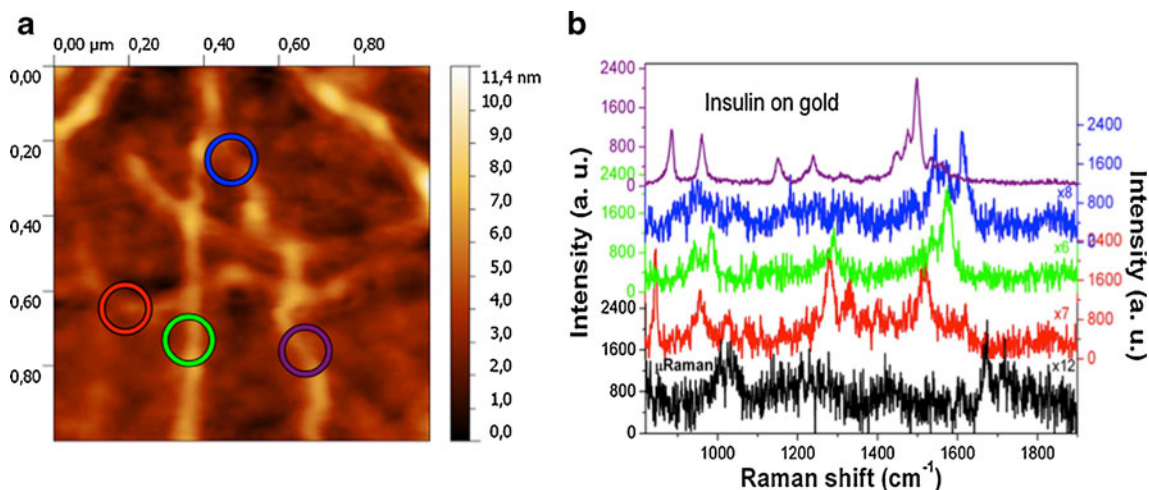 a
0,00 µm 0,20 0,40 0,60 0,80
0,00
0,20
0,40
0,60
0,80
11,4 nm
10,0
9,0
8,0
7,0
6,0
5,0
4,0
3,0
2,0
1,0
0,0
b
Insulin on gold
2400
1600
800
2400
0
1600
800
0
2400
1600
800
0
2400
1600
800
0
2400
1600
800
0
x8
x6
x7
µRaman
x12
Intensity (a. u.)
Intensity (a. u.)
1000 1200 1400 1600 1800
Raman shift (cm⁻¹)